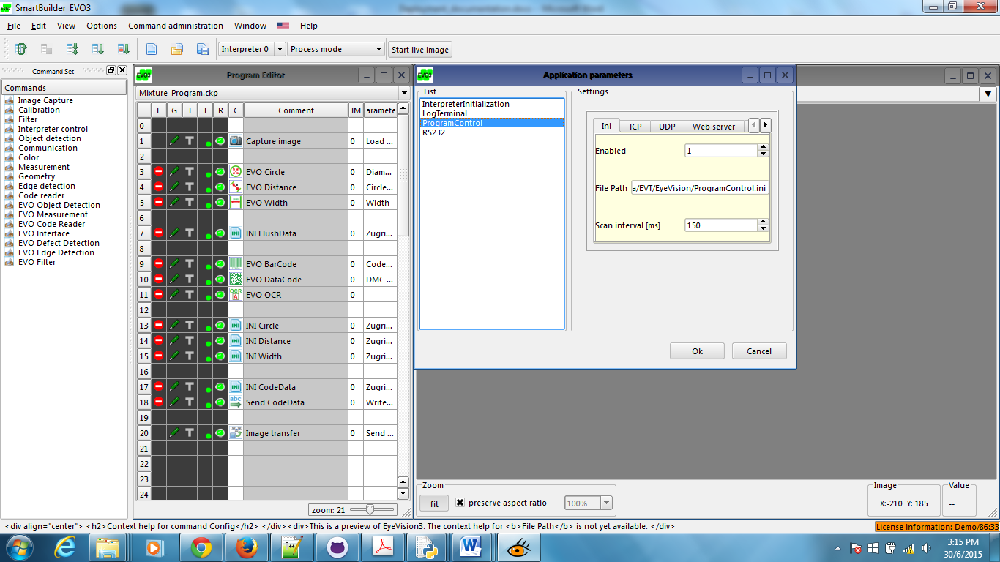 SmartBuilder_EVO3
File Edit View Options Command administration Window Help
Interpreter 0 Process mode Start live image
Command Set
Commands
Image Capture
Calibration
Filter
Interpreter control
Object detection
Communication
Color
Measurement
Geometry
Edge detection
Code reader
EVO Object Detection
EVO Measurement
EVO Code Reader
EVO Interface
EVO Defect Detection
EVO Edge Detection
EVO Filter
EVO3 Program Editor
Mixture_Program.ckp
E G T I R C Comment IM aramete
0
1 Capture image 0 Load ...
2
3 EVO Circle 0 Diam...
4 EVO Distance 0 Circle...
5 EVO Width 0 Width
6
7 INI FlushData 0 Zugri...
8
9 EVO BarCode 0 Code...
10 EVO DataCode 0 DMC ...
11 EVO OCR 0
12
13 INI Circle 0 Zugri...
14 INI Distance 0 Zugri...
15 INI Width 0 Zugri...
16
17 INI CodeData 0 Zugri...
18 Send CodeData 0 Write...
19
20 Image transfer 0 Send ...
21
22
23
24
zoom: 21
EVO3 Application parameters
List
InterpreterInitialization
LogTerminal
ProgramControl
RS232
Settings
Ini TCP UDP Web server
Enabled 1
File Path a/EVT/EyeVision/ProgramControl.ini
Scan interval [ms] 150
Ok Cancel
Zoom
fit preserve aspect ratio 100%
Image
X:-210 Y: 185
Value
--
<div align="center"> <h2>Context help for command Config</h2> </div><div>This is a preview of EyeVision3. The context help for <b>File Path</b> is not yet available. </div>
License information: Demo/86:33
3:15 PM
30/6/2015